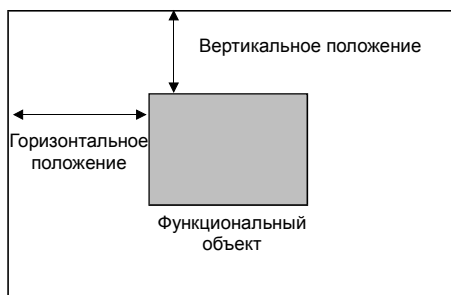 Вертикальное положение
Горизонтальное
положение
Функциональный
объект